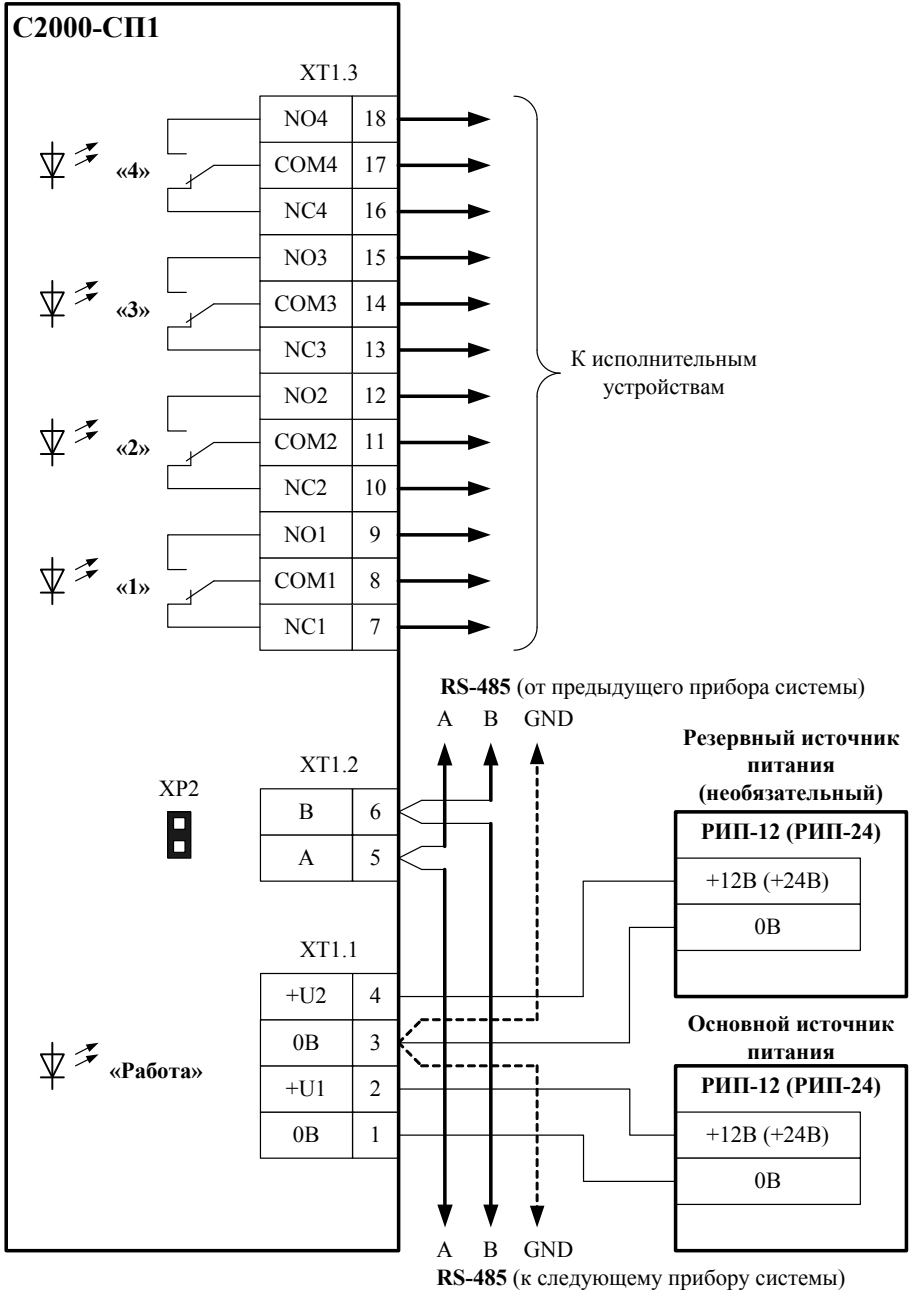 С2000-СП1
XT1.3
NO4 18
«4» COM4 17
NC4 16
NO3 15
«3» COM3 14
NC3 13
NO2 12
«2» COM2 11
NC2 10
NO1 9
«1» COM1 8
NC1 7
К исполнительным
устройствам
RS-485 (от предыдущего прибора системы)
A B GND
XT1.2
XP2
B 6
A 5
Резервный источник
питания
(необязательный)
РИП-12 (РИП-24)
+12В (+24В)
0В
XT1.1
+U2 4
0В 3
«Работа»
+U1 2
0В 1
Основной источник
питания
РИП-12 (РИП-24)
+12В (+24В)
0В
A B GND
RS-485 (к следующему прибору системы)